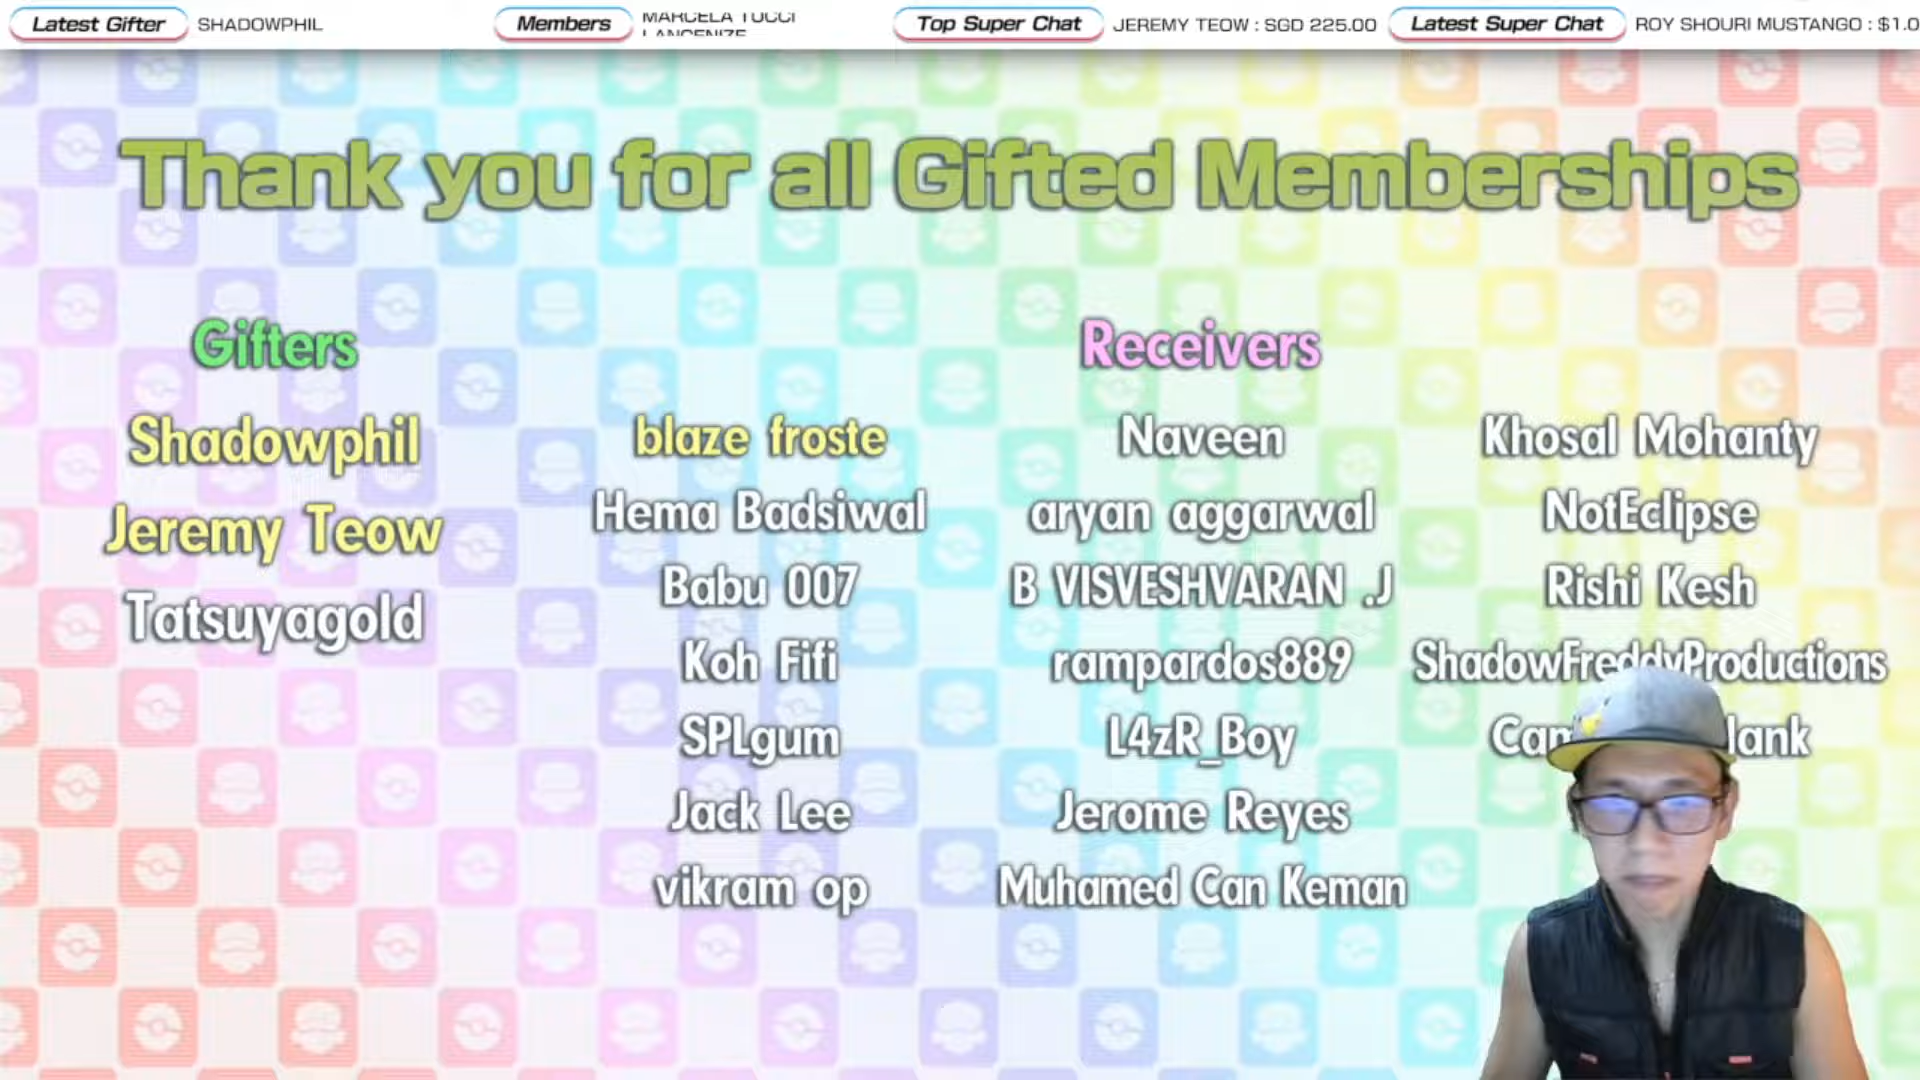 Latest Gifter SHADOWPHIL Members MARCELA TUCCI Top Super Chat JEREMY TEOW : SGD 225.00 Latest Super Chat ROY SHOURI MUSTANGO : $1.0
LANCENIZE
Thank you for all Gifted Memberships
Gifters
Shadowphil
Jeremy Teow
Tatsuyagold
Receivers
blaze froste Naveen Khosal Mohanty
Hema Badsiwal aryan aggarwal NotEclipse
Babu 007 B VISVESHVARAN .J Rishi Kesh
Koh Fifi rampardos889 ShadowFreddyProductions
SPLgum L4zR_Boy
Jack Lee Jerome Reyes
vikram op Muhamed Can Keman